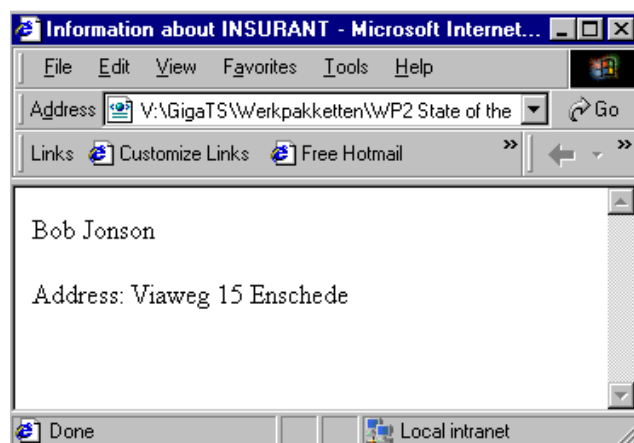 Information about INSURANT - Microsoft Internet...
File Edit View Favorites Tools Help
Address V:\GigaTS\Werkpakketten\WP2 State of the Go
Links Customize Links Free Hotmail
Bob Jonson
Address: Viaweg 15 Enschede
Done Local intranet